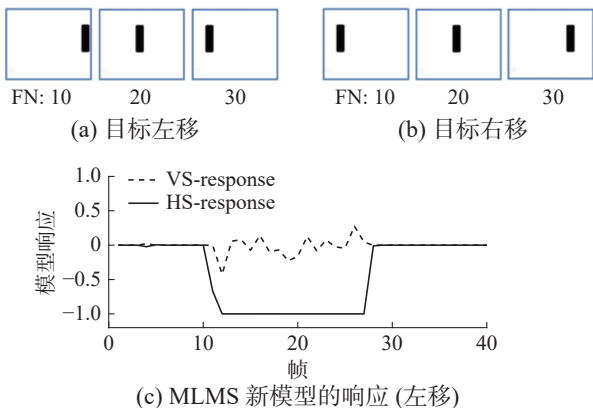 FN: 10 20 30
FN: 10 20 30
(a) 目标左移
(b) 目标右移
1.0
0.5
0
−0.5
−1.0
模型响应
VS-response
HS-response
0 10 20 30 40
帧
(c) MLMS 新模型的响应 (左移)